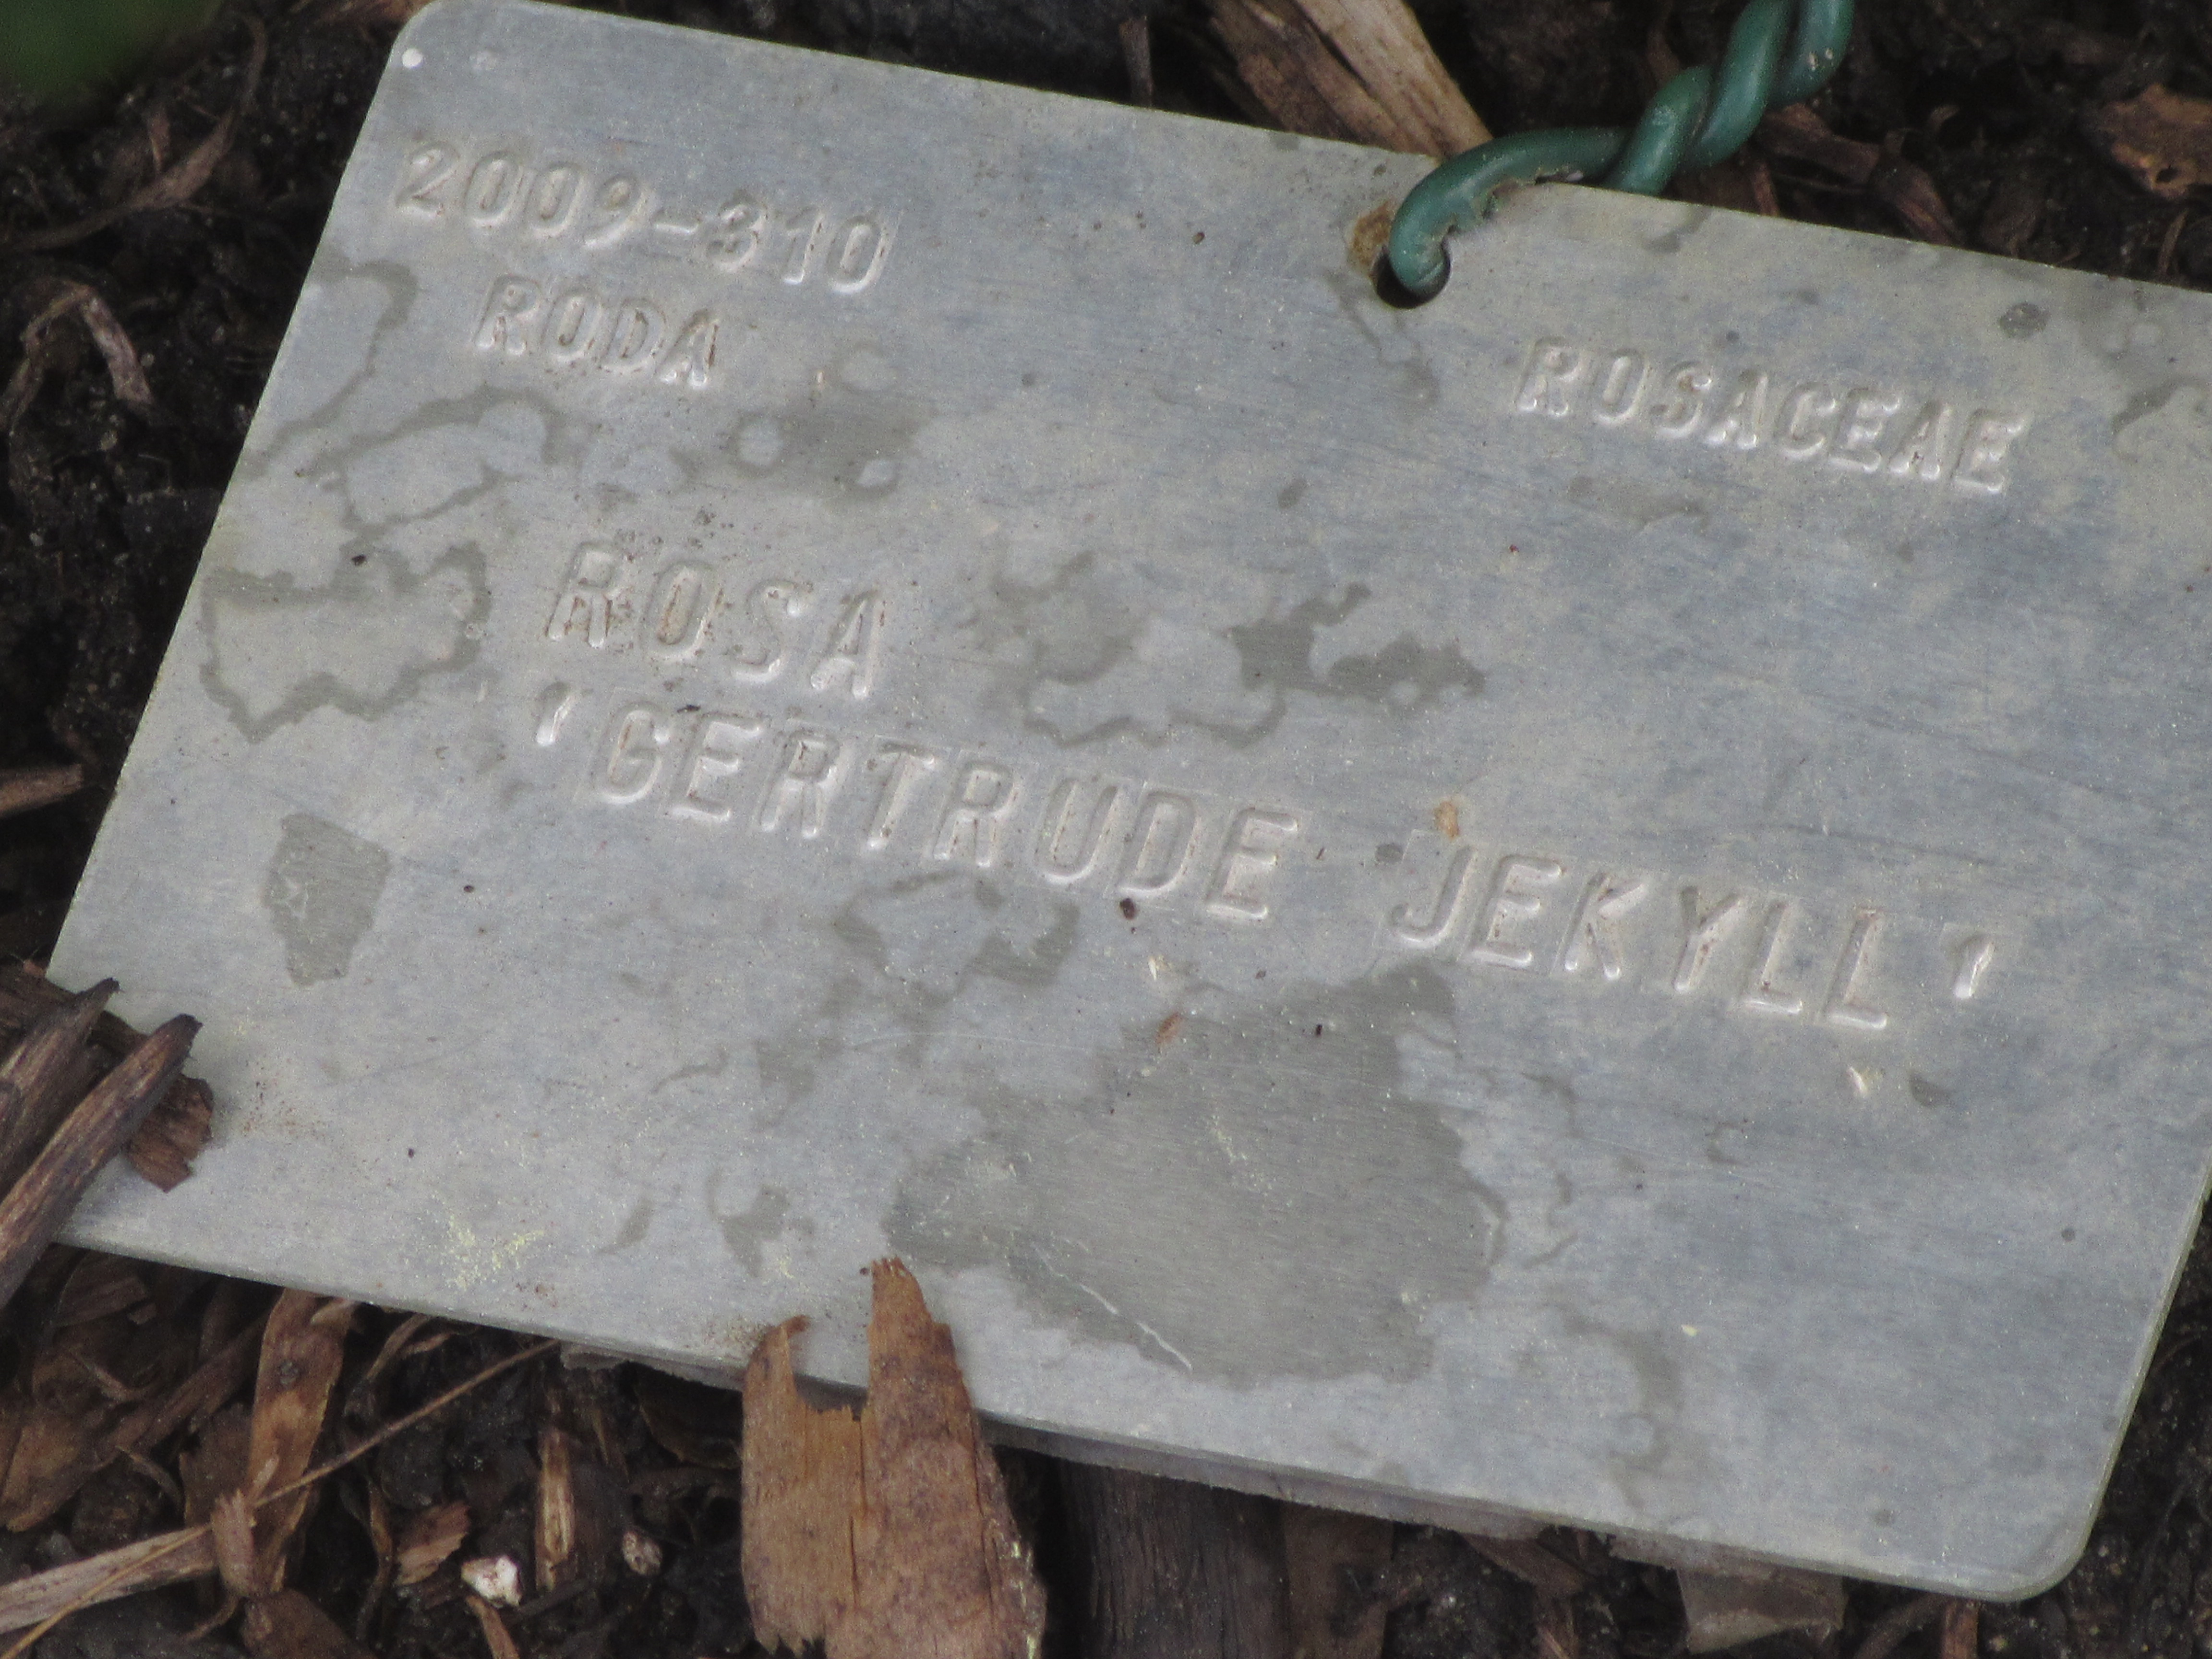 2009-310
RODA
ROSACEAE
ROSA
'GERTRUDE JEKYLL'